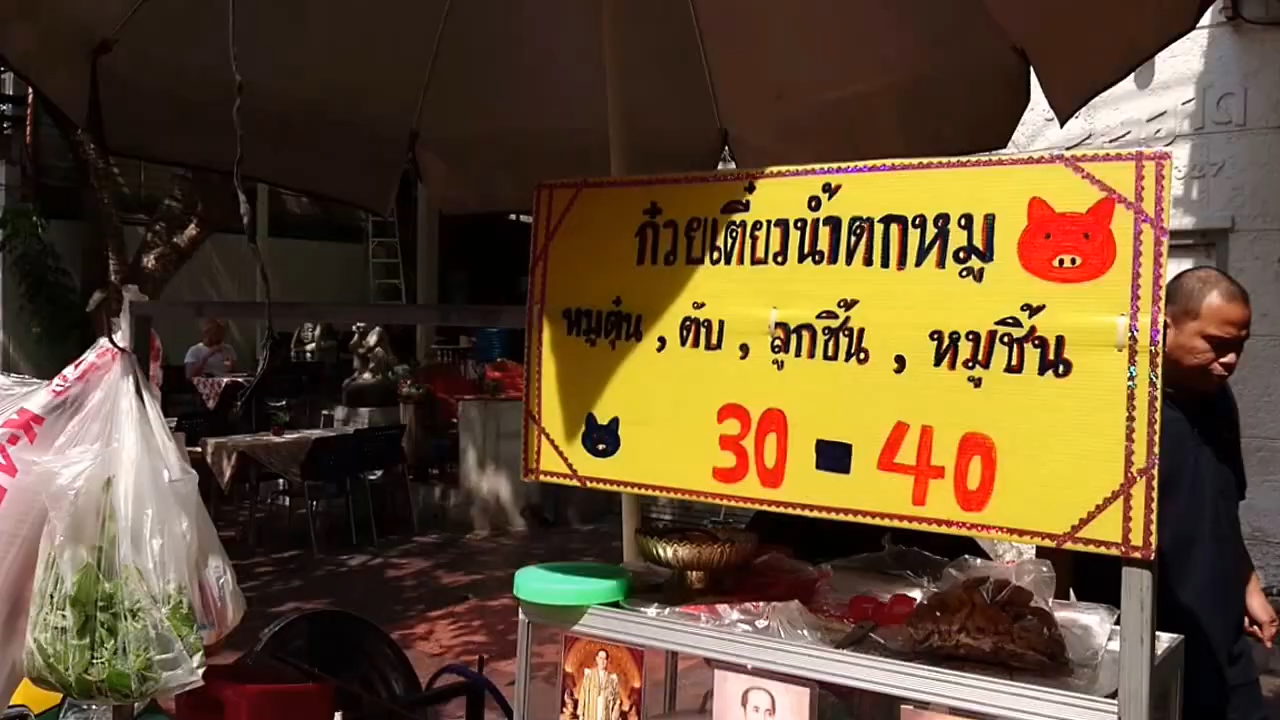 ก๋วยเตี๋ยวน้ำตกหมู
หมูตุ๋น , ตับ , ลูกชิ้น , หมูชิ้น
30 - 40